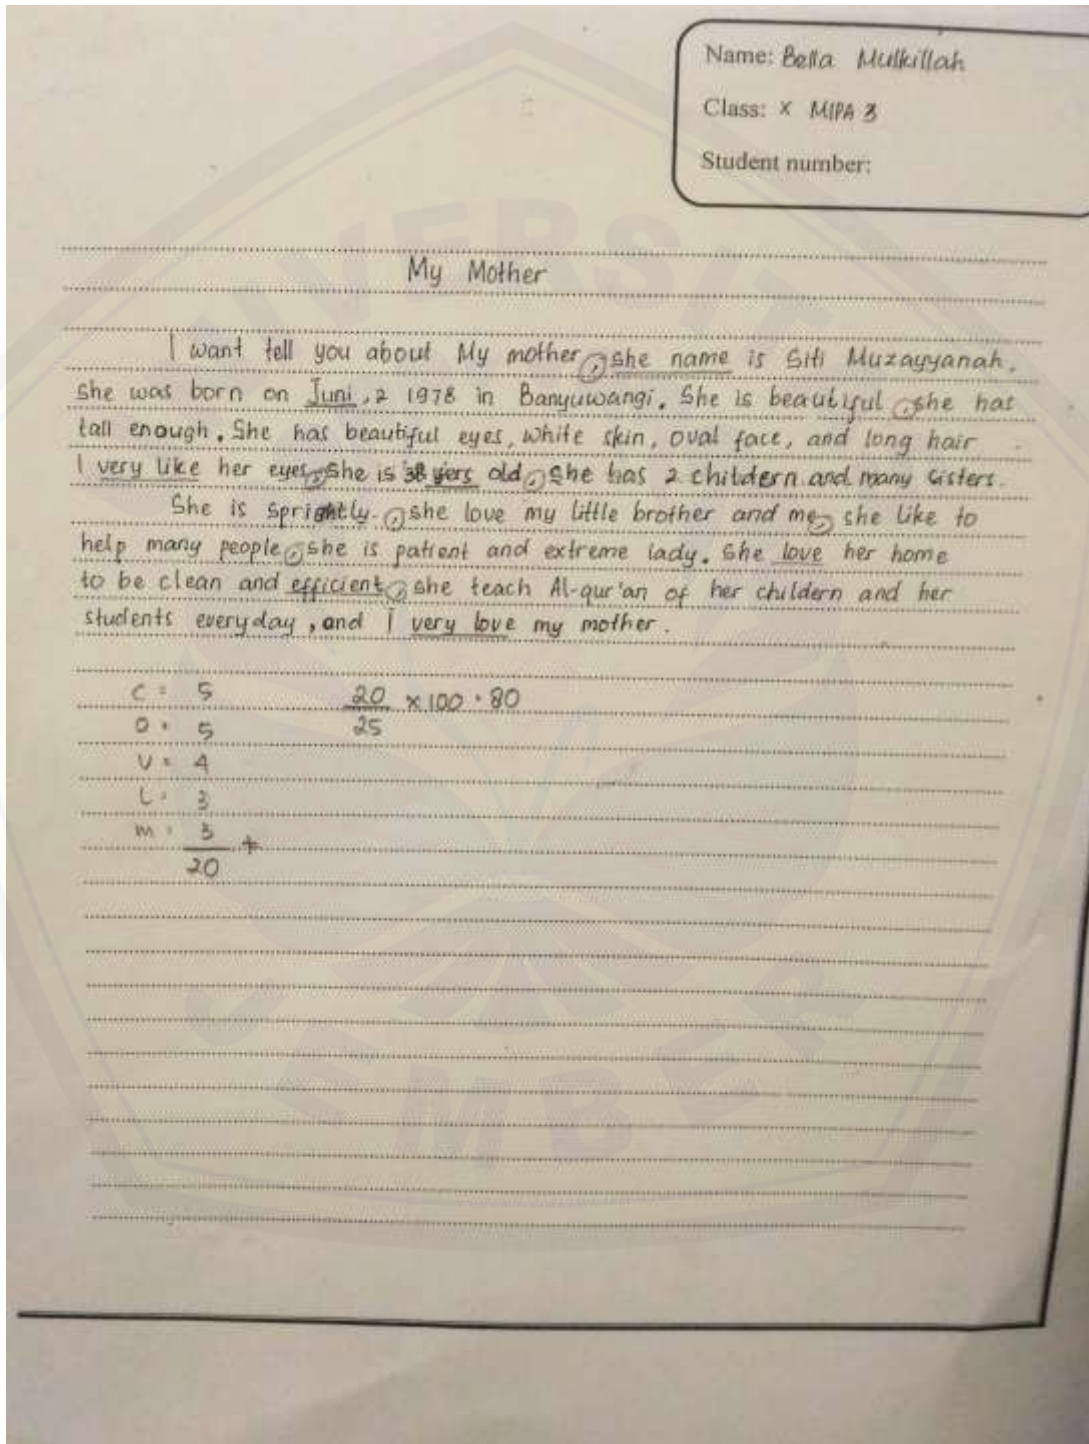 Name: Bella Mulkillah
Class: X MIPA 3
Student number:
My Mother
I want tell you about My mother, she name is Siti Muzayyanah.
She was born on Juni, 2 1978 in Banyuwangi. She is beautiful, she has
tall enough. She has beautiful eyes, white skin, oval face, and long hair
I very like her eyes, she is 38 yers old, She has 2 childern and many sisters.
She is sprightly, she love my little brother and me, she like to
help many people, she is patient and extreme lady. She love her home
to be clean and efficient, she teach Al-qur'an of her childern and her
students everyday, and I very love my mother.
C = 5 20 × 100 = 80
O = 5 25
V = 4
L = 3
M = 3 +
20